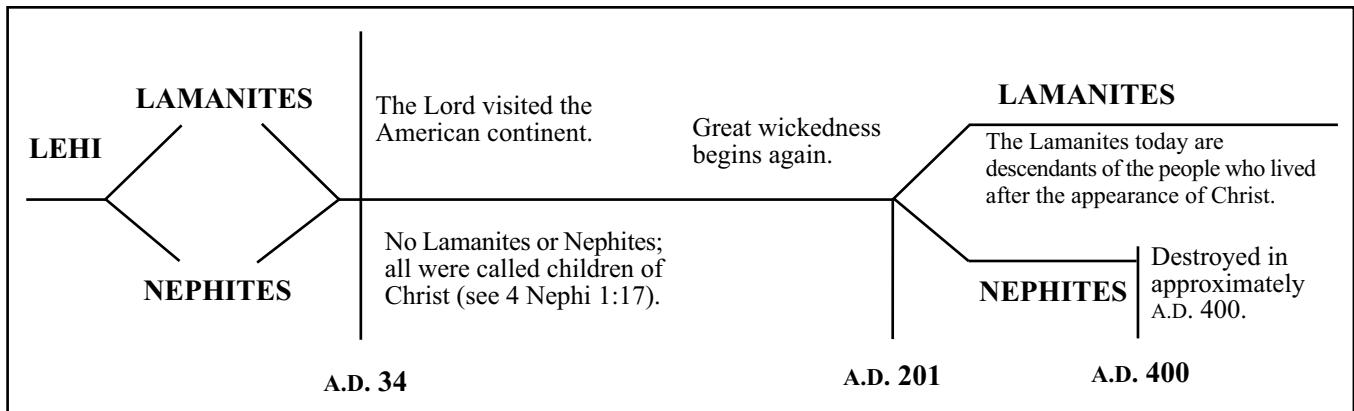 LEHI
LAMANITES
NEPHITES
The Lord visited the
American continent.
No Lamanites or Nephites;
all were called children of
Christ (see 4 Nephi 1:17).
A.D. 34
Great wickedness
begins again.
A.D. 201
LAMANITES
The Lamanites today are
descendants of the people who lived
after the appearance of Christ.
NEPHITES
Destroyed in
approximately
A.D. 400.
A.D. 400